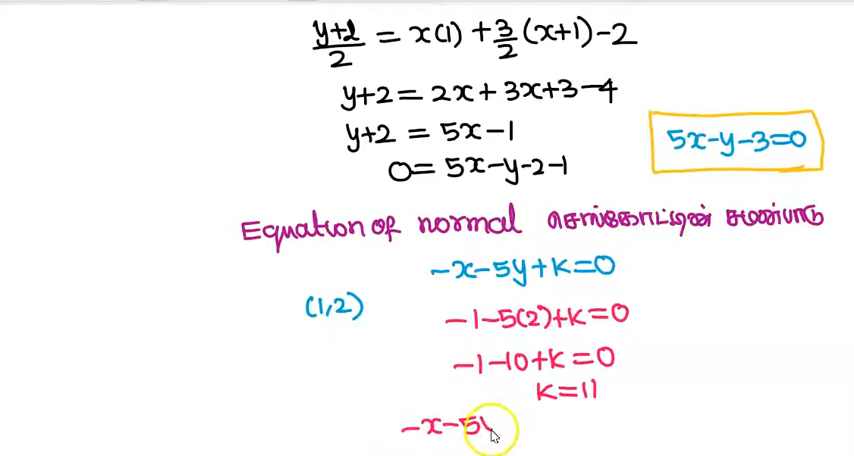 (y+2)/2 = x(1) + 3/2 (x+1) - 2
y+2 = 2x + 3x + 3 - 4
y+2 = 5x - 1
0 = 5x - y - 2 - 1
5x - y - 3 = 0
Equation of normal செங்கோட்டின் சமன்பாடு
-x - 5y + k = 0
(1,2)
-1 - 5(2) + k = 0
-1 - 10 + k = 0
k = 11
-x - 5